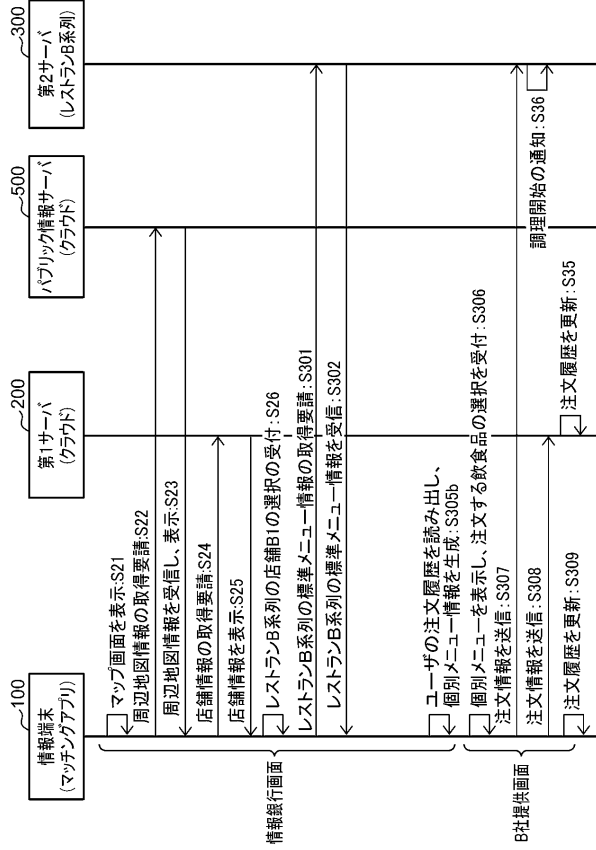 100
情報端末
(マッチングアプリ)
200
第1サーバ
(クラウド)
500
パブリック情報サーバ
(クラウド)
300
第2サーバ
(レストランB系列)
マップ画面を表示:S21
周辺地図情報の取得要請:S22
周辺地図情報を受信し、表示:S23
店舗情報の取得要請:S24
店舗情報を表示:S25
レストランB系列の店舗B1の選択の受付:S26
レストランB系列の標準メニュー情報の取得要請:S301
レストランB系列の標準メニュー情報を受信:S302
ユーザの注文履歴を読み出し、
個別メニュー情報を生成:S305b
情報銀行画面
個別メニューを表示し、注文する飲食品の選択を受付:S306
注文情報を送信:S307
注文情報を送信:S308
注文履歴を更新:S309
注文履歴を更新:S35
調理開始の通知:S36
B社提供画面